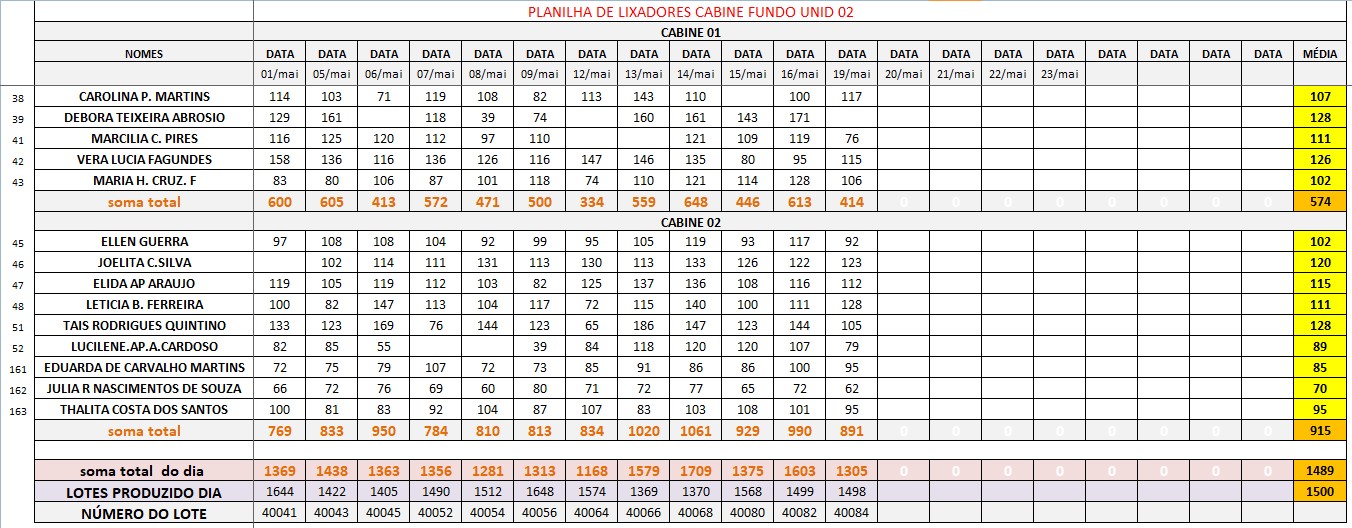 PLANILHA DE LIXADORES CABINE FUNDO UNID 02
CABINE 01
NOMES DATA DATA DATA DATA DATA DATA DATA DATA DATA DATA DATA DATA DATA DATA DATA DATA DATA DATA DATA DATA MÉDIA
01/mai 05/mai 06/mai 07/mai 08/mai 09/mai 12/mai 13/mai 14/mai 15/mai 16/mai 19/mai 20/mai 21/mai 22/mai 23/mai
38 CAROLINA P. MARTINS 114 103 71 119 108 82 113 143 110 100 117 107
39 DEBORA TEIXEIRA ABROSIO 129 161 118 39 74 160 161 143 171 128
41 MARCILIA C. PIRES 116 125 120 112 97 110 121 109 119 76 111
42 VERA LUCIA FAGUNDES 158 136 116 136 126 116 147 146 135 80 95 115 126
43 MARIA H. CRUZ. F 83 80 106 87 101 118 74 110 121 114 128 106 102
soma total 600 605 413 572 471 500 334 559 648 446 613 414 0 0 0 0 0 0 0 0 574
CABINE 02
45 ELLEN GUERRA 97 108 108 104 92 99 95 105 119 93 117 92 102
46 JOELITA C.SILVA 102 114 111 131 113 130 113 133 126 122 123 120
47 ELIDA AP ARAUJO 119 105 119 112 103 82 125 137 136 108 116 112 115
48 LETICIA B. FERREIRA 100 82 147 113 104 117 72 115 140 100 111 128 111
51 TAIS RODRIGUES QUINTINO 133 123 169 76 144 123 65 186 147 123 144 105 128
52 LUCILENE.AP.A.CARDOSO 82 85 55 39 84 118 120 120 107 79 89
161 EDUARDA DE CARVALHO MARTINS 72 75 79 107 72 73 85 91 86 86 100 95 85
162 JULIA R NASCIMENTOS DE SOUZA 66 72 76 69 60 80 71 72 77 65 72 62 70
163 THALITA COSTA DOS SANTOS 100 81 83 92 104 87 107 83 103 108 101 95 95
soma total 769 833 950 784 810 813 834 1020 1061 929 990 891 0 0 0 0 0 0 0 0 915
soma total do dia 1369 1438 1363 1356 1281 1313 1168 1579 1709 1375 1603 1305 0 0 0 0 0 0 0 0 1489
LOTES PRODUZIDO DIA 1644 1422 1405 1490 1512 1648 1574 1369 1370 1568 1499 1498 1500
NÚMERO DO LOTE 40041 40043 40045 40052 40054 40056 40064 40066 40068 40080 40082 40084